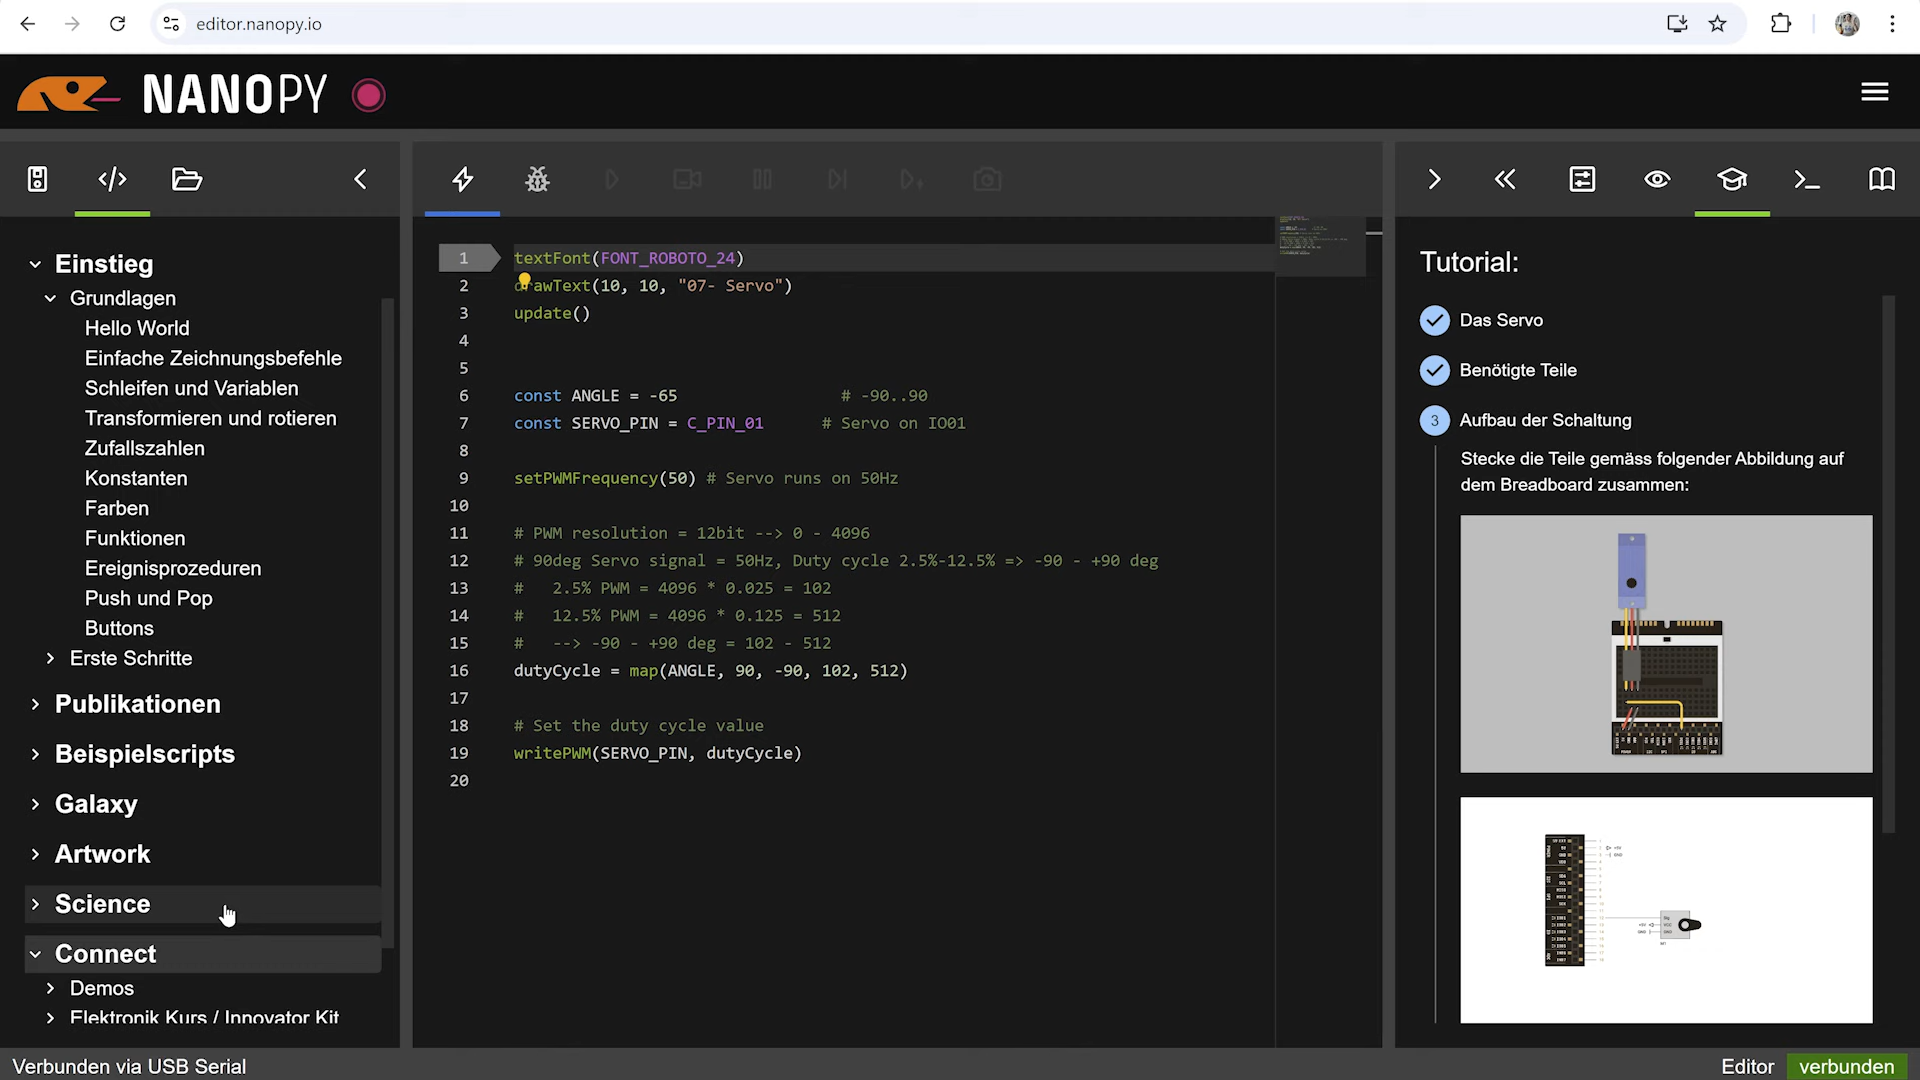 editor.nanopy.io
NANOPY
Einstieg
Grundlagen
Hello World
Einfache Zeichnungsbefehle
Schleifen und Variablen
Transformieren und rotieren
Zufallszahlen
Konstanten
Farben
Funktionen
Ereignisprozeduren
Push und Pop
Buttons
Erste Schritte
Publikationen
Beispielscripts
Galaxy
Artwork
Science
Connect
Demos
Elektronik Kurs / Innovator Kit
1 textFont(FONT_ROBOTO_24)
2 drawText(10, 10, "07- Servo")
3 update()
4
5
6 const ANGLE = -65 # -90..90
7 const SERVO_PIN = C_PIN_01 # Servo on IO01
8
9 setPWMFrequency(50) # Servo runs on 50Hz
10
11 # PWM resolution = 12bit --> 0 - 4096
12 # 90deg Servo signal = 50Hz, Duty cycle 2.5%-12.5% => -90 - +90 deg
13 # 2.5% PWM = 4096 * 0.025 = 102
14 # 12.5% PWM = 4096 * 0.125 = 512
15 # --> -90 - +90 deg = 102 - 512
16 dutyCycle = map(ANGLE, 90, -90, 102, 512)
17
18 # Set the duty cycle value
19 writePWM(SERVO_PIN, dutyCycle)
20
Tutorial:
Das Servo
Benötigte Teile
3 Aufbau der Schaltung
Stecke die Teile gemäss folgender Abbildung auf
dem Breadboard zusammen:
Verbunden via USB Serial
Editor
verbunden